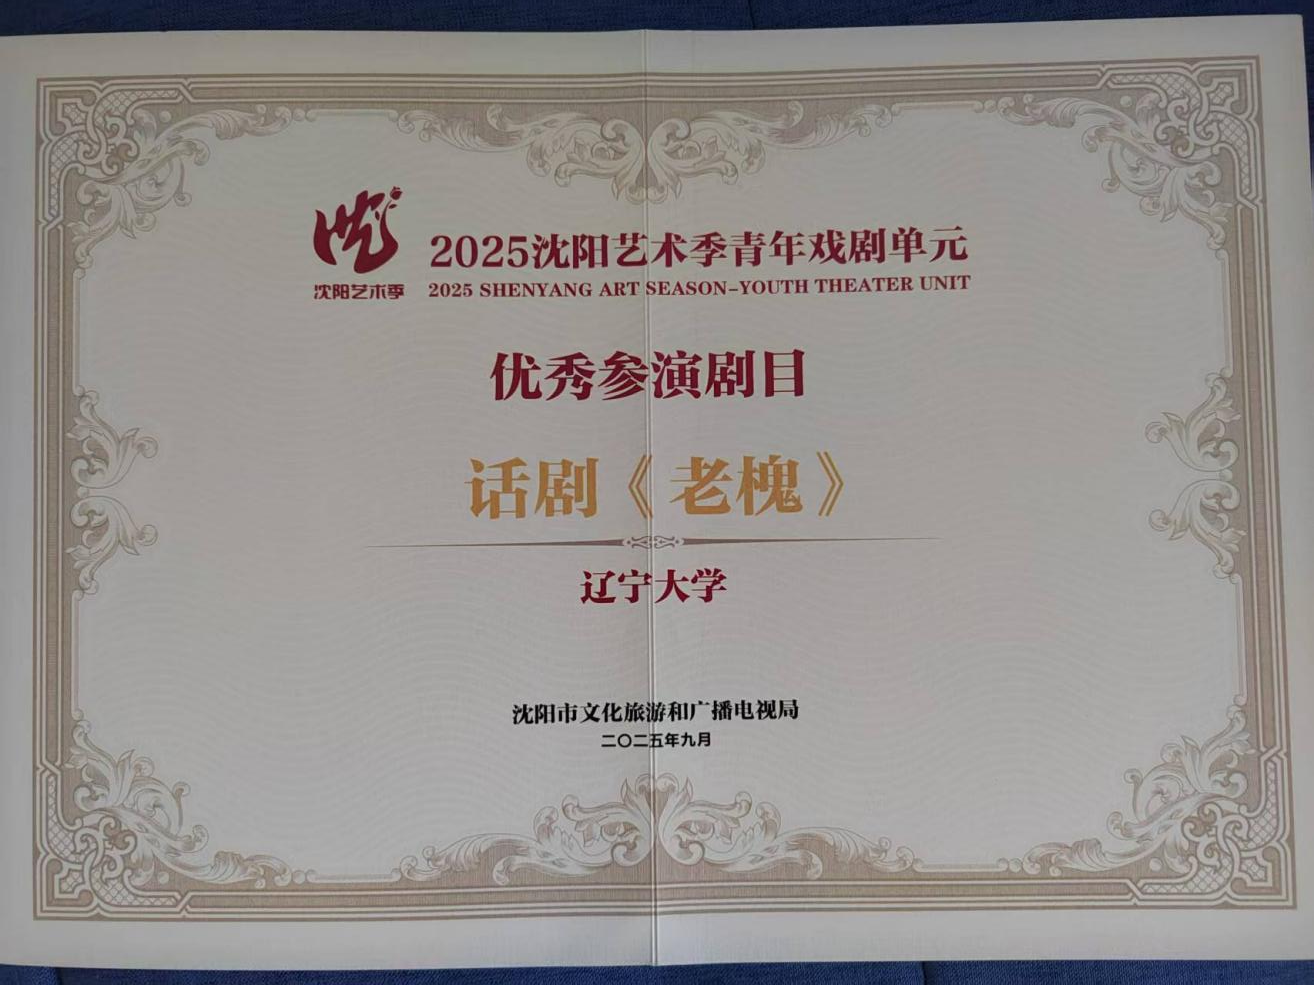 2025沈阳艺术季青年戏剧单元
沈阳艺术季
2025 SHENYANG ART SEASON-YOUTH THEATER UNIT
优秀参演剧目
话剧《老槐》
辽宁大学
沈阳市文化旅游和广播电视局
二〇二五年九月